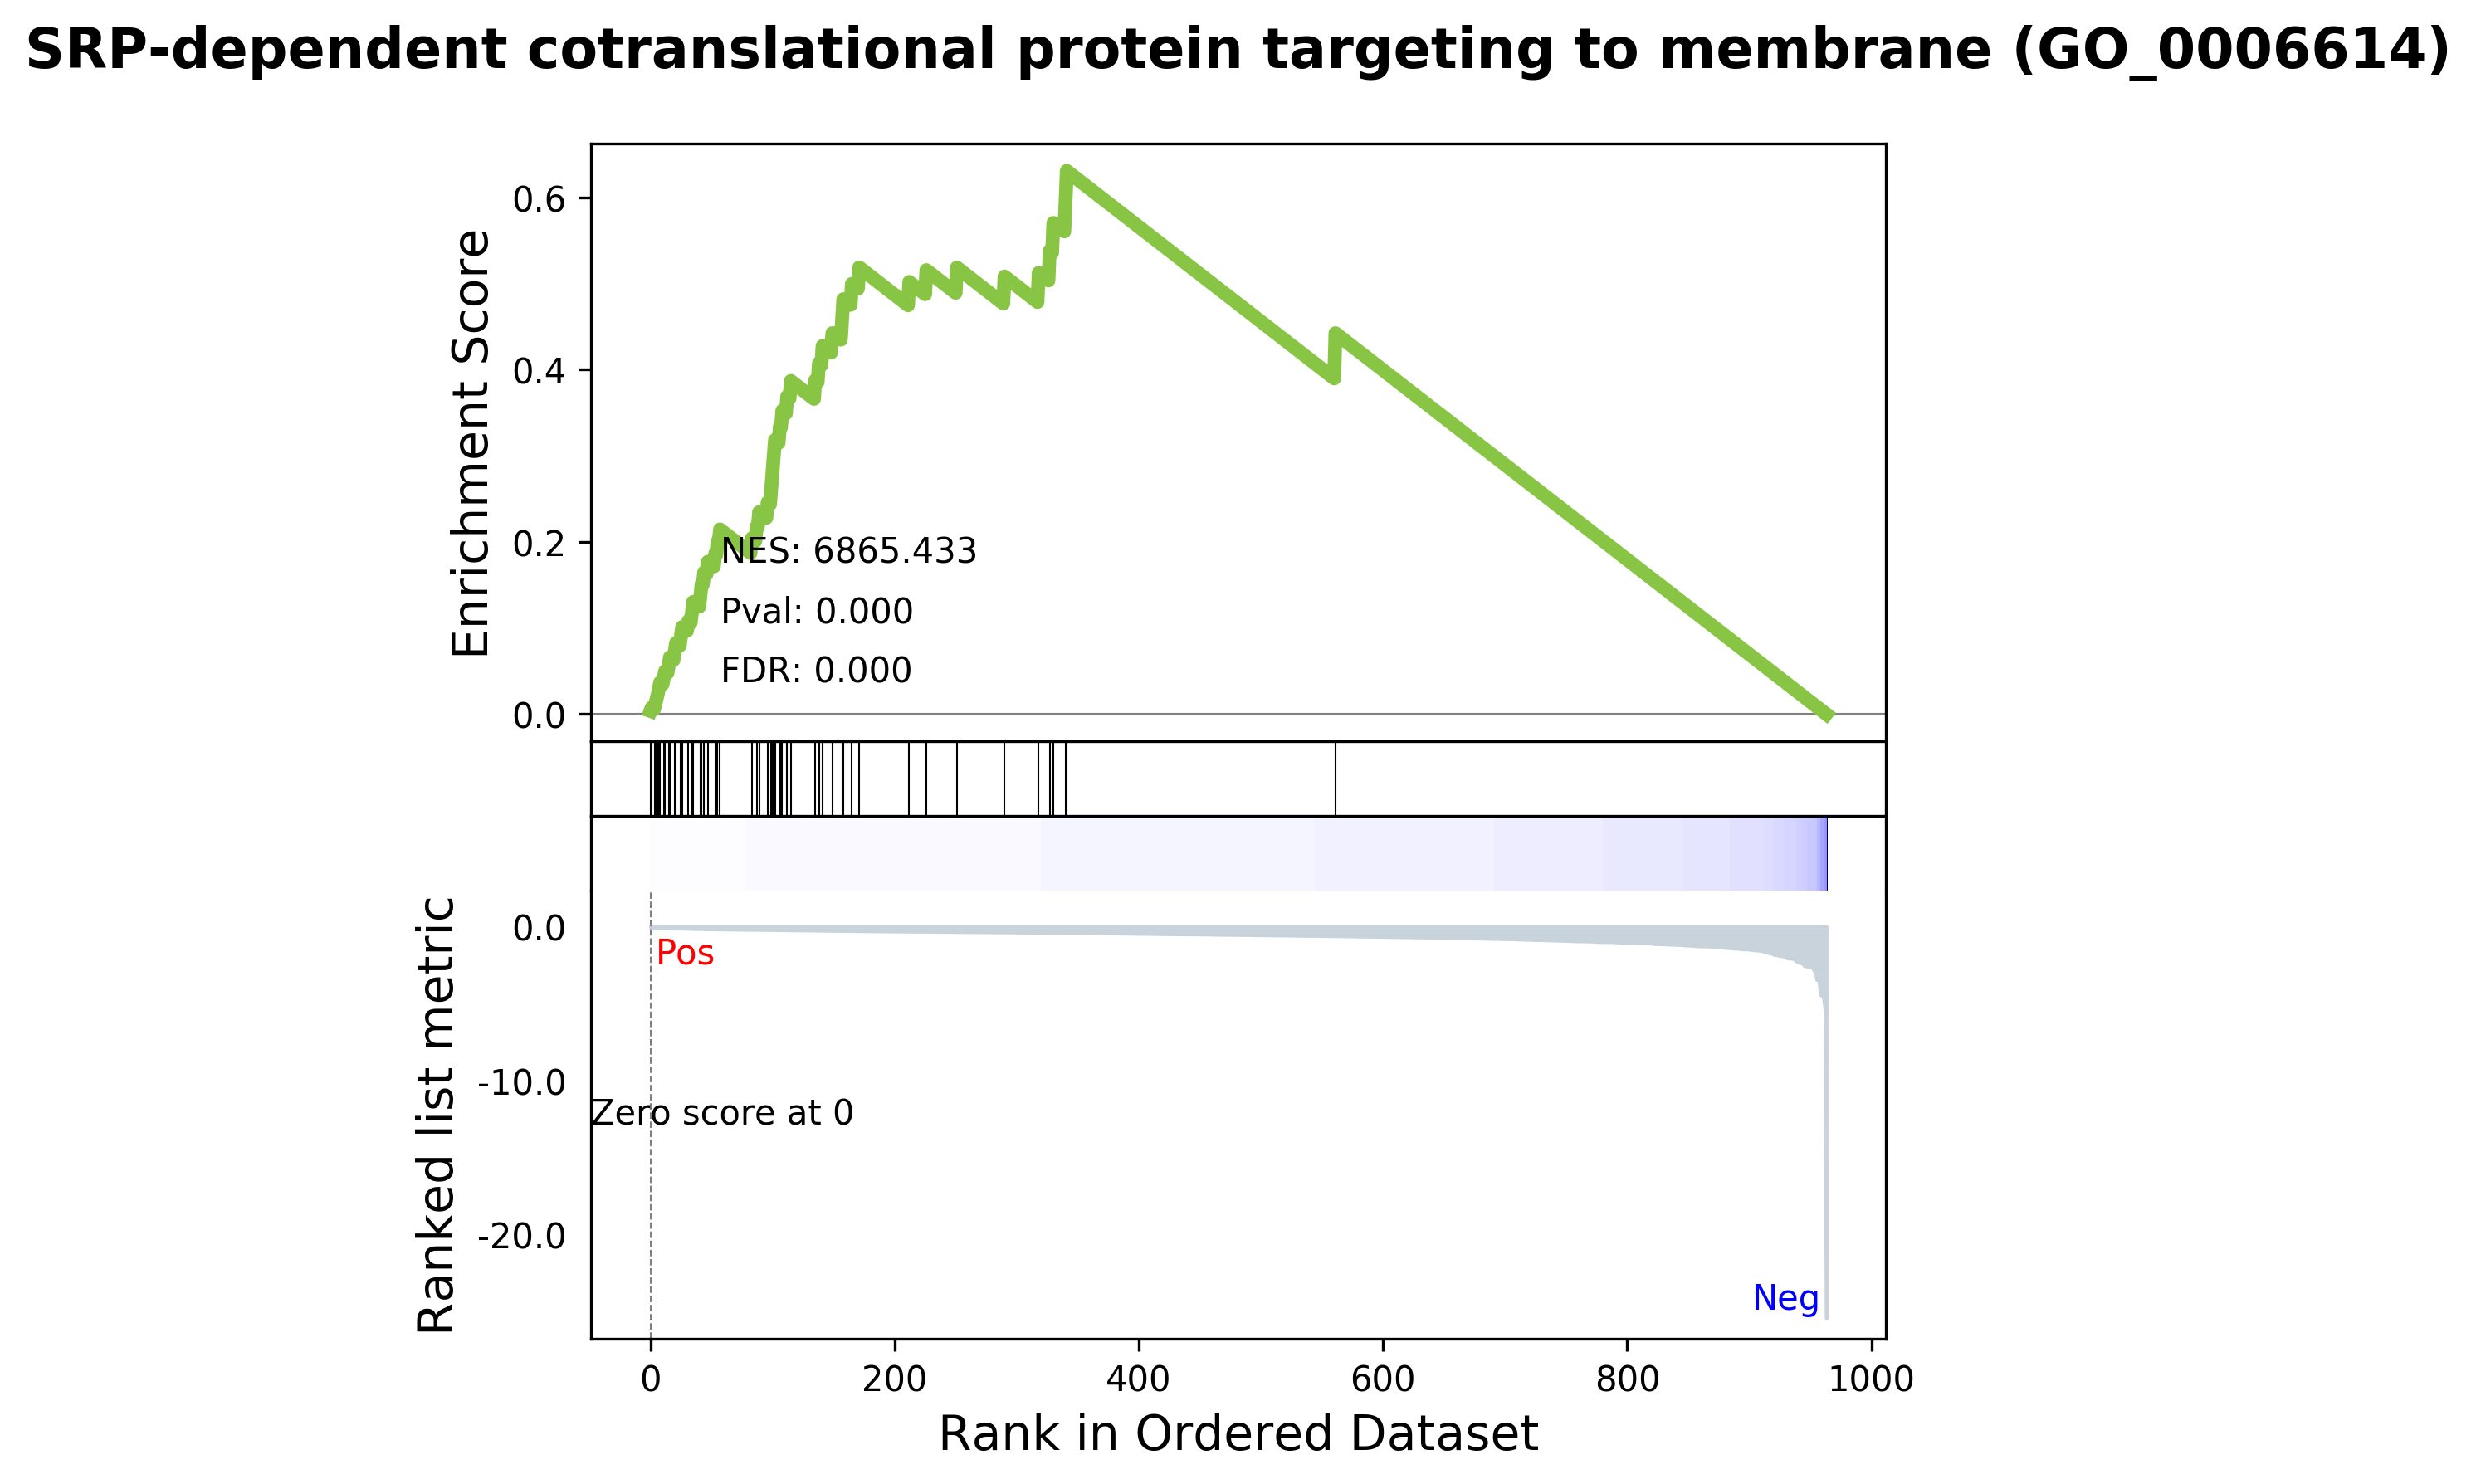 SRP-dependent cotranslational protein targeting to membrane (GO_0006614)
Enrichment Score
0.6
0.4
0.2
0.0
NES: 6865.433
Pval: 0.000
FDR: 0.000
Ranked list metric
0.0
-10.0
-20.0
Pos
Zero score at 0
Neg
0 200 400 600 800 1000
Rank in Ordered Dataset